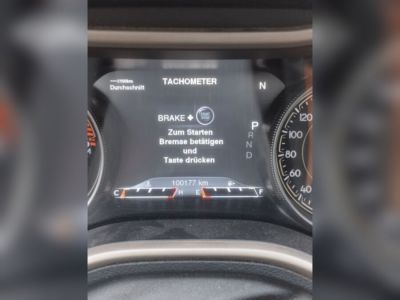 TACHOMETER
N
Durchschnitt
BRAKE +
Zum Starten
Bremse betätigen
und
Taste drücken
P
R
N
D
100177 km
C H E F
120
100
80
60
40